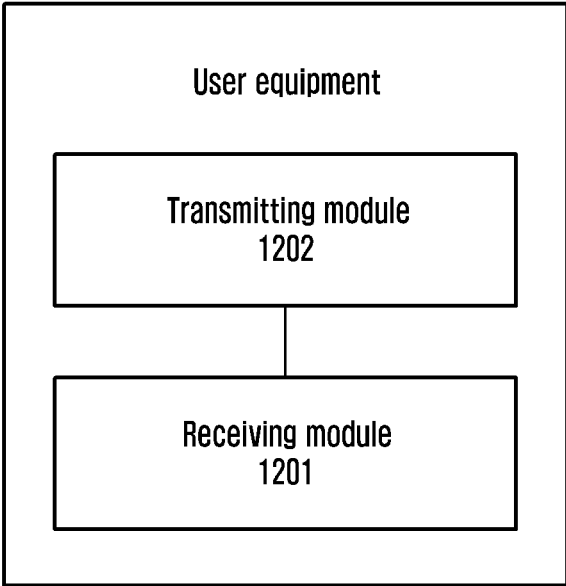 User equipment
Transmitting module
1202
Receiving module
1201